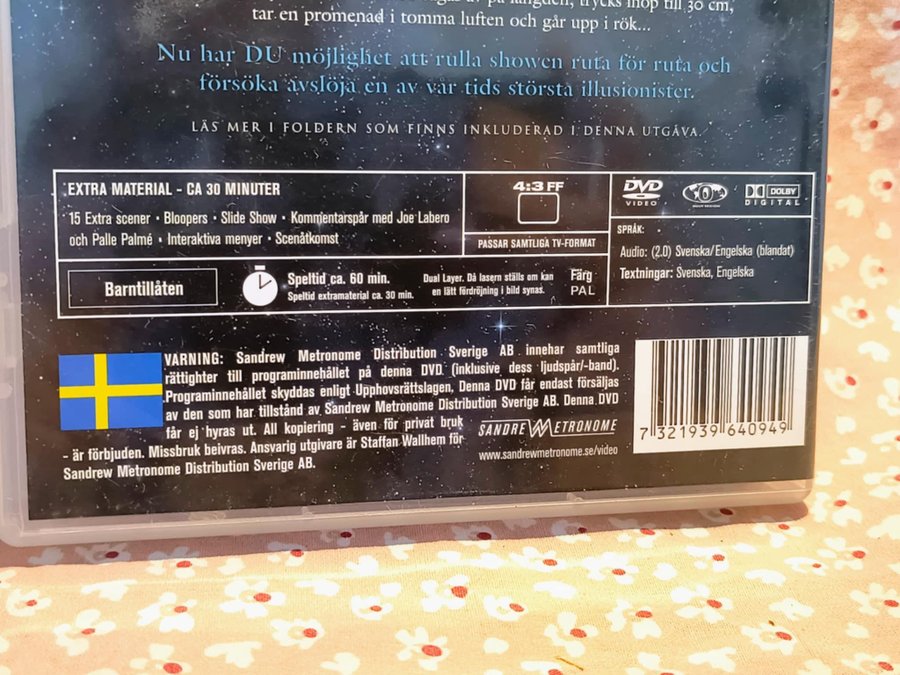 på längden, trycks ihop till 30 cm,
tar en promenad i tomma luften och går upp i rök...
Nu har DU möjlighet att rulla showen ruta för ruta och
försöka avslöja en av vår tids största illusionister.
LÄS MER I FOLDERN SOM FINNS INKLUDERAD I DENNA UTGÅVA.
EXTRA MATERIAL - CA 30 MINUTER
15 Extra scener • Bloopers • Slide Show • Kommentarspår med Joe Labero
och Palle Palmé • Interaktiva menyer • Scenåtkomst
4:3 FF
PASSAR SAMTLIGA TV-FORMAT
DVD
VIDEO
0
DOLBY
DIGITAL
SPRÅK:
Audio: (2.0) Svenska/Engelska (blandat)
Textningar: Svenska, Engelska
Barntillåten
Speltid ca. 60 min.
Speltid extramaterial ca. 30 min.
Dual Layer. Då lasern ställs om kan
en lätt fördröjning i bild synas.
Färg
PAL
VARNING: Sandrew Metronome Distribution Sverige AB innehar samtliga
rättighter till programinnehållet på denna DVD (inklusive dess ljudspår/-band).
Programinnehållet skyddas enligt Upphovsrättslagen, Denna DVD får endast försäljas
av den som har tillstånd av Sandrew Metronome Distribution Sverige AB. Denna DVD
får ej hyras ut. All kopiering - även för privat bruk
- är förbjuden. Missbruk beivras. Ansvarig utgivare är Staffan Wallhem för
Sandrew Metronome Distribution Sverige AB.
SANDREW METRONOME
www.sandrewmetronome.se/video
7 321939 640949